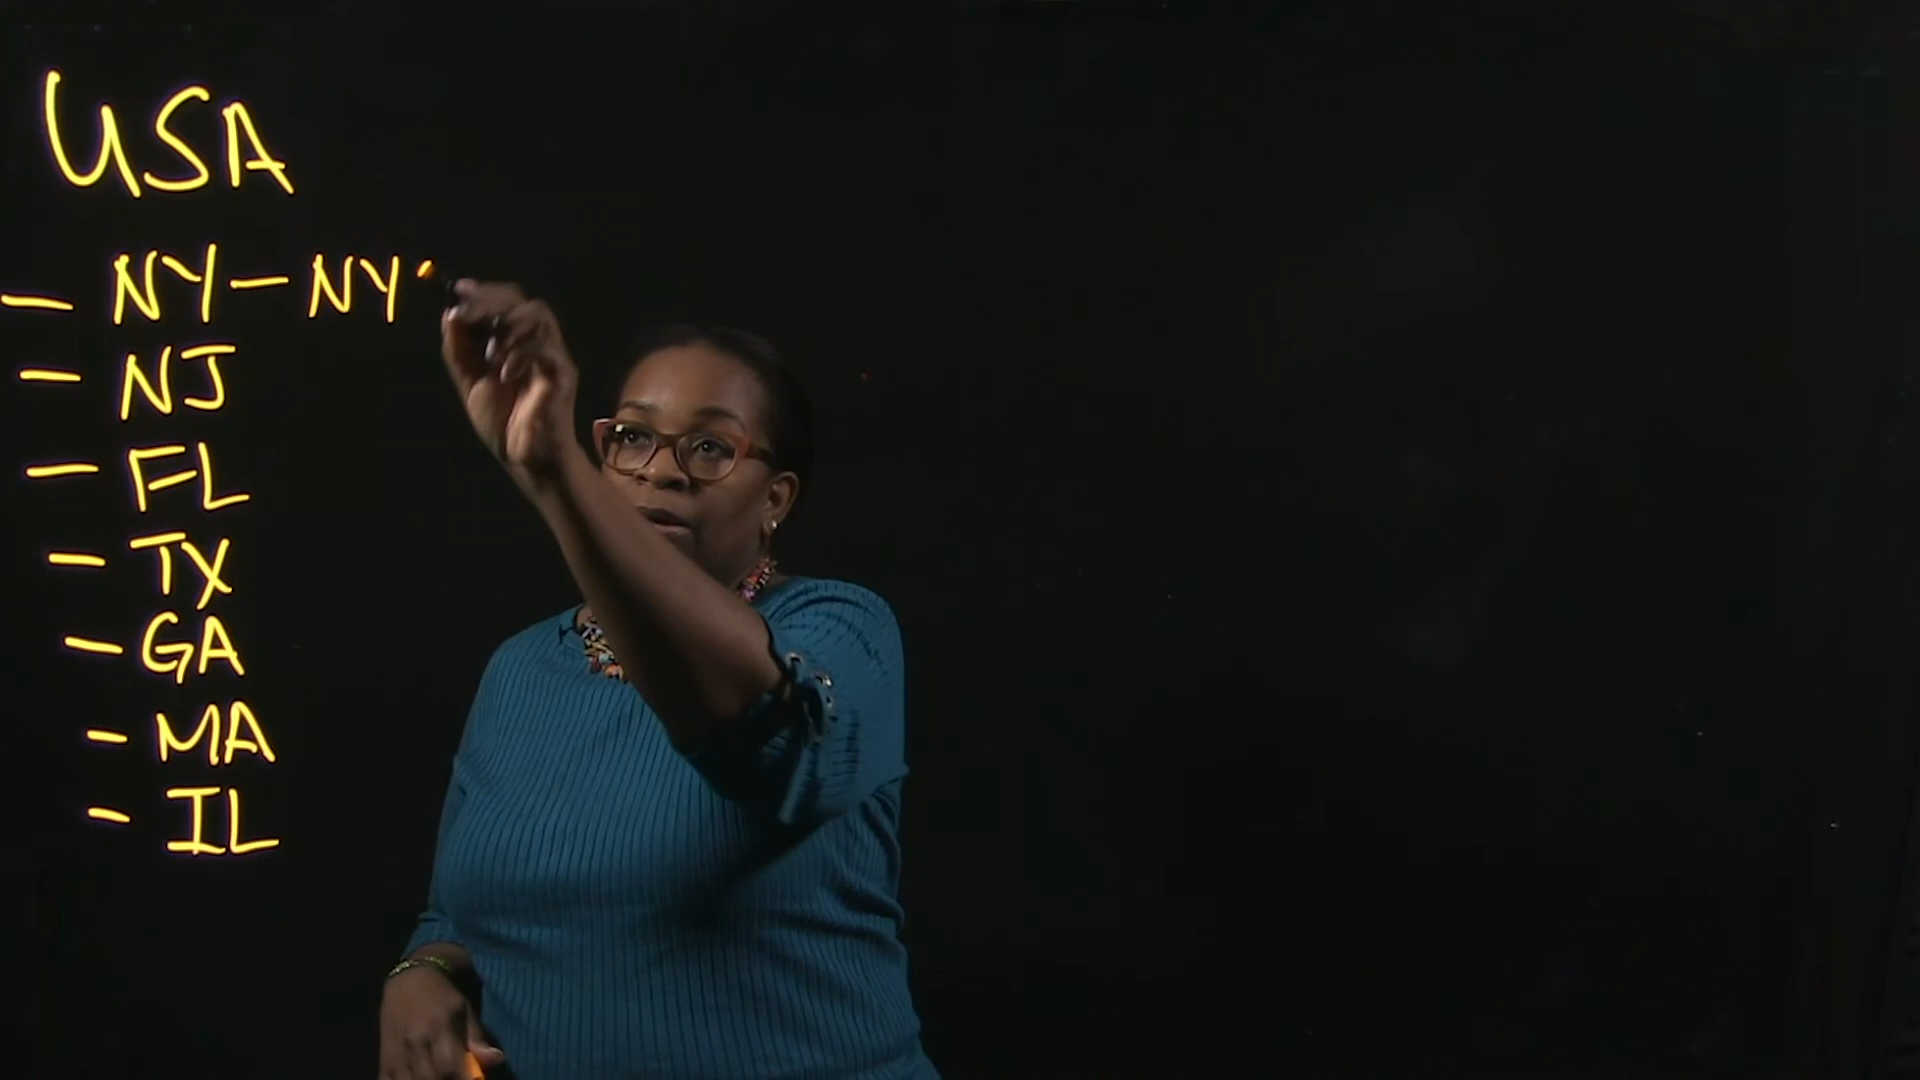 USA
- NY - NY
- NJ
- FL
- TX
- GA
- MA
- IL